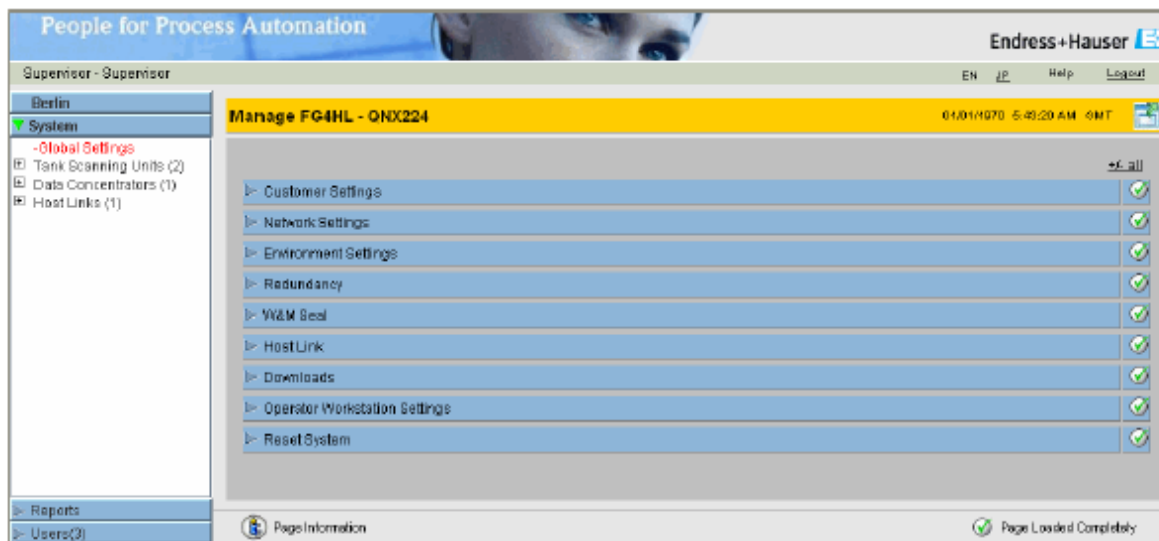 People for Process Automation
Endress+Hauser
Supervisor - Supervisor
EN JP Help Logout
Berlin
System
-Global Settings
Tank Scanning Units (2)
Data Concentrators (1)
Host Links (1)
Manage FG4HL - QNX224
01/01/1970 5:49:20 AM GMT
+/- all
Customer Settings
Network Settings
Environment Settings
Redundancy
W&M Seal
Host Link
Downloads
Operator Workstation Settings
Reset System
Reports
Users(3)
Page Information
Page Loaded Completely